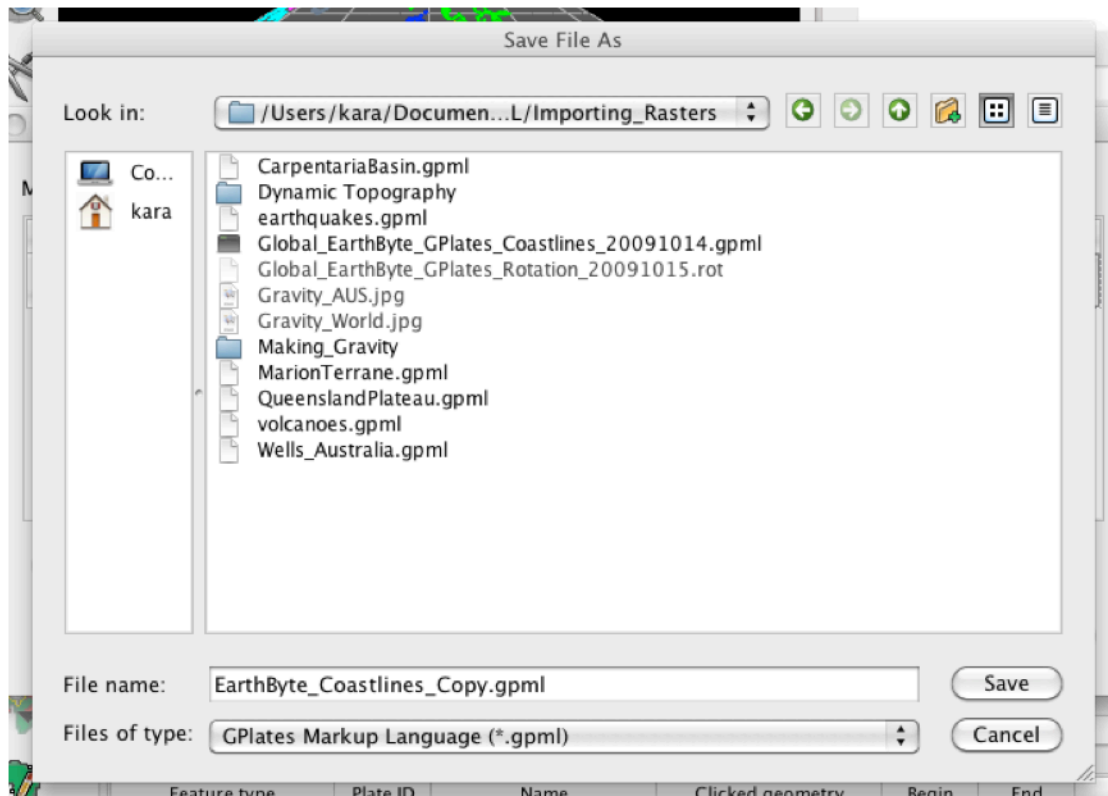 Save File As
Look in: /Users/kara/Documen...L/Importing_Rasters
Co...
kara
CarpentariaBasin.gpml
Dynamic Topography
earthquakes.gpml
Global_EarthByte_GPlates_Coastlines_20091014.gpml
Global_EarthByte_GPlates_Rotation_20091015.rot
Gravity_AUS.jpg
Gravity_World.jpg
Making_Gravity
MarionTerrane.gpml
QueenslandPlateau.gpml
volcanoes.gpml
Wells_Australia.gpml
File name: EarthByte_Coastlines_Copy.gpml Save
Files of type: GPlates Markup Language (*.gpml) Cancel
Feature type Plate ID Name Clicked geometry Begin End